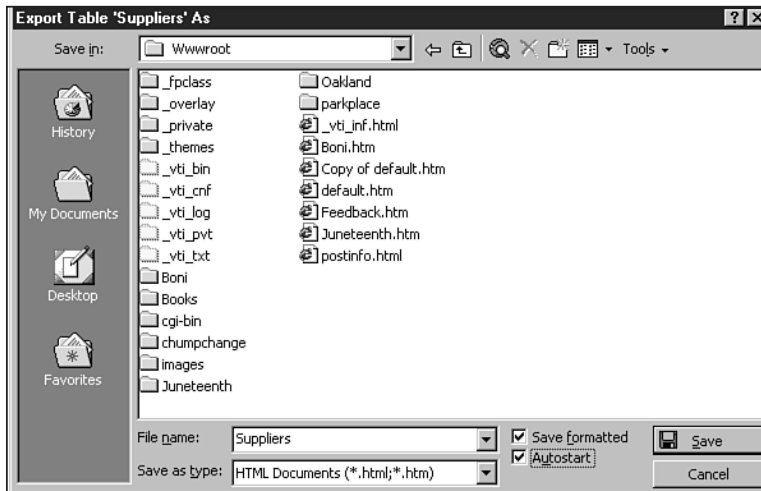 Export Table 'Suppliers' As
Save in:
Wwwroot
Tools
History
My Documents
Desktop
Favorites
_fpclass
_overlay
_private
_themes
_vti_bin
_vti_cnf
_vti_log
_vti_pvt
_vti_txt
Boni
Books
cgi-bin
chumpchange
images
Juneteenth
Oakland
parkplace
_vti_inf.html
Boni.htm
Copy of default.htm
default.htm
Feedback.htm
Juneteenth.htm
postinfo.html
File name:
Suppliers
Save formatted
Save
Save as type:
HTML Documents (*.html;*.htm)
Autostart
Cancel